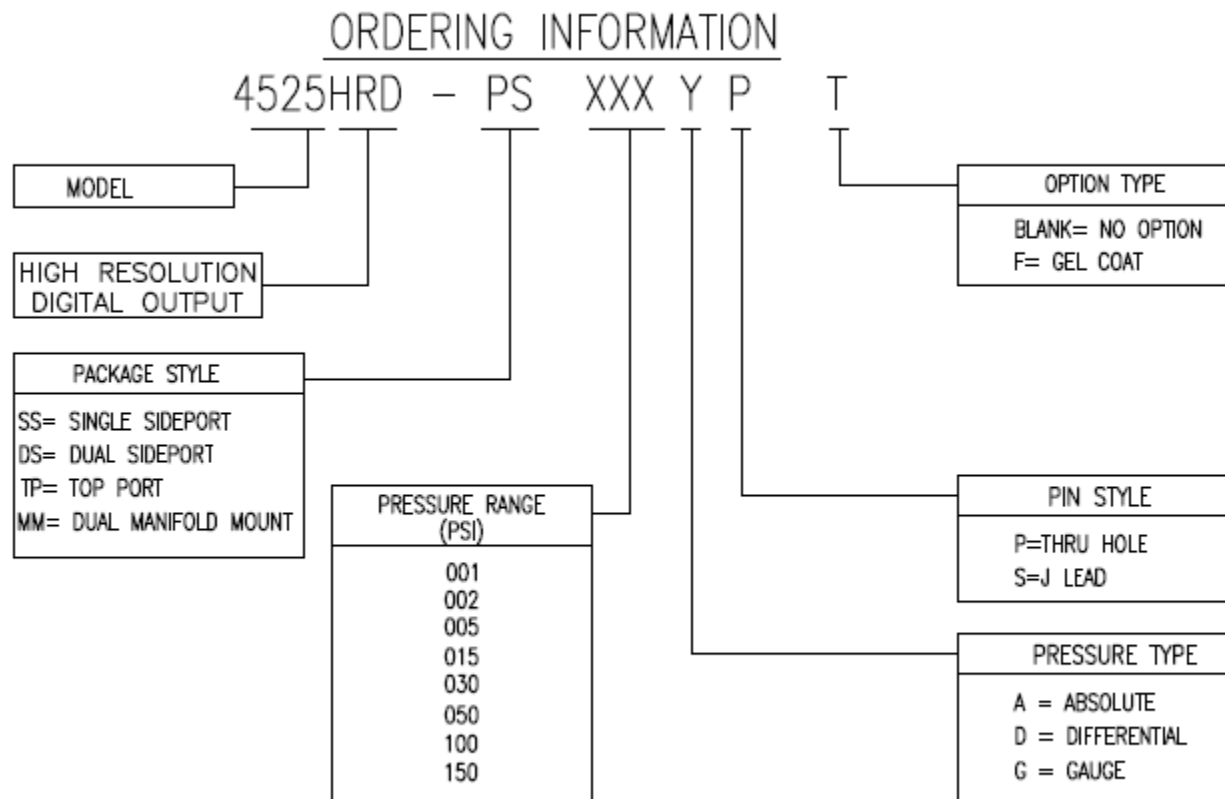 ORDERING INFORMATION
4525HRD - PS XXX Y P T
MODEL
HIGH RESOLUTION
DIGITAL OUTPUT
PACKAGE STYLE
SS= SINGLE SIDEPORT
DS= DUAL SIDEPORT
TP= TOP PORT
MM= DUAL MANIFOLD MOUNT
PRESSURE RANGE
(PSI)
001
002
005
015
030
050
100
150
OPTION TYPE
BLANK= NO OPTION
F= GEL COAT
PIN STYLE
P=THRU HOLE
S=J LEAD
PRESSURE TYPE
A = ABSOLUTE
D = DIFFERENTIAL
G = GAUGE